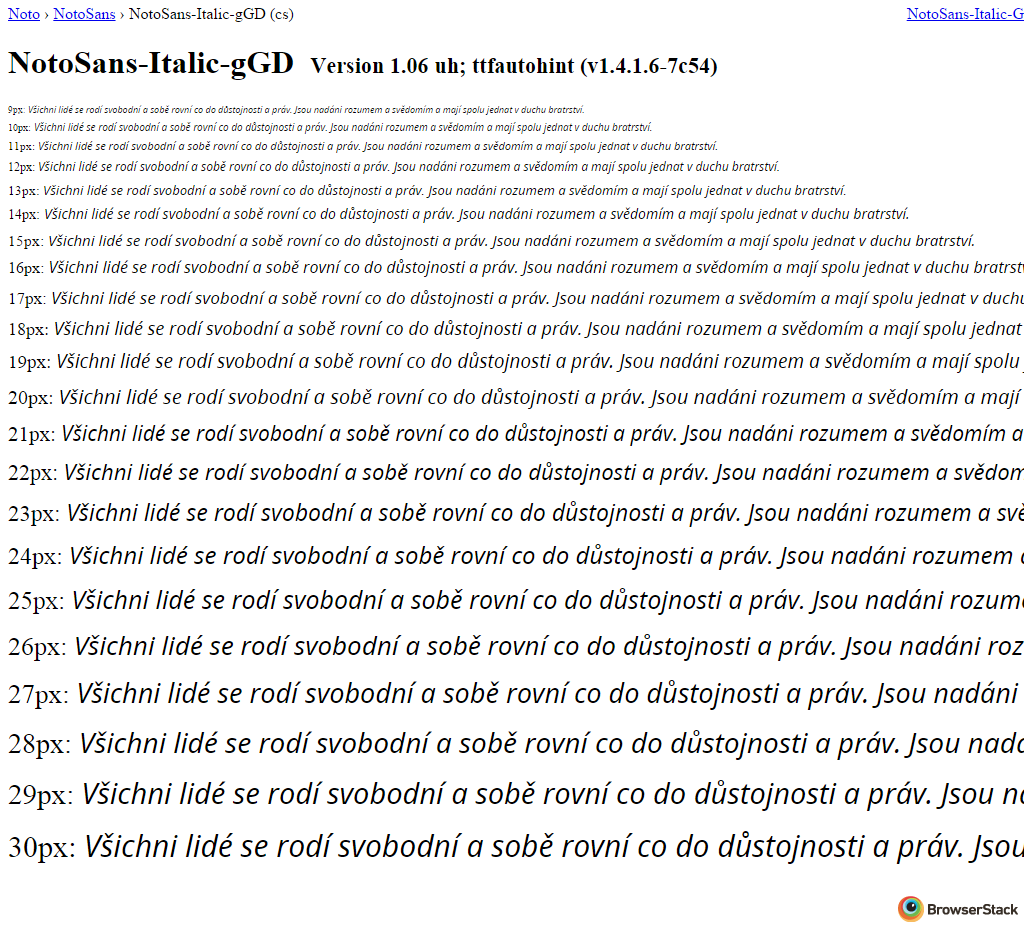 Noto › NotoSans › NotoSans-Italic-gGD (cs) NotoSans-Italic-G
NotoSans-Italic-gGD Version 1.06 uh; ttfautohint (v1.4.1.6-7c54)
9px: Všichni lidé se rodí svobodní a sobě rovní co do důstojnosti a práv. Jsou nadáni rozumem a svědomím a mají spolu jednat v duchu bratrství.
10px: Všichni lidé se rodí svobodní a sobě rovní co do důstojnosti a práv. Jsou nadáni rozumem a svědomím a mají spolu jednat v duchu bratrství.
11px: Všichni lidé se rodí svobodní a sobě rovní co do důstojnosti a práv. Jsou nadáni rozumem a svědomím a mají spolu jednat v duchu bratrství.
12px: Všichni lidé se rodí svobodní a sobě rovní co do důstojnosti a práv. Jsou nadáni rozumem a svědomím a mají spolu jednat v duchu bratrství.
13px: Všichni lidé se rodí svobodní a sobě rovní co do důstojnosti a práv. Jsou nadáni rozumem a svědomím a mají spolu jednat v duchu bratrství.
14px: Všichni lidé se rodí svobodní a sobě rovní co do důstojnosti a práv. Jsou nadáni rozumem a svědomím a mají spolu jednat v duchu bratrství.
15px: Všichni lidé se rodí svobodní a sobě rovní co do důstojnosti a práv. Jsou nadáni rozumem a svědomím a mají spolu jednat v duchu bratrství.
16px: Všichni lidé se rodí svobodní a sobě rovní co do důstojnosti a práv. Jsou nadáni rozumem a svědomím a mají spolu jednat v duchu bratrstv
17px: Všichni lidé se rodí svobodní a sobě rovní co do důstojnosti a práv. Jsou nadáni rozumem a svědomím a mají spolu jednat v duchu
18px: Všichni lidé se rodí svobodní a sobě rovní co do důstojnosti a práv. Jsou nadáni rozumem a svědomím a mají spolu jednat
19px: Všichni lidé se rodí svobodní a sobě rovní co do důstojnosti a práv. Jsou nadáni rozumem a svědomím a mají spolu
20px: Všichni lidé se rodí svobodní a sobě rovní co do důstojnosti a práv. Jsou nadáni rozumem a svědomím a mají
21px: Všichni lidé se rodí svobodní a sobě rovní co do důstojnosti a práv. Jsou nadáni rozumem a svědomím a
22px: Všichni lidé se rodí svobodní a sobě rovní co do důstojnosti a práv. Jsou nadáni rozumem a svědom
23px: Všichni lidé se rodí svobodní a sobě rovní co do důstojnosti a práv. Jsou nadáni rozumem a svě
24px: Všichni lidé se rodí svobodní a sobě rovní co do důstojnosti a práv. Jsou nadáni rozumem a
25px: Všichni lidé se rodí svobodní a sobě rovní co do důstojnosti a práv. Jsou nadáni rozum
26px: Všichni lidé se rodí svobodní a sobě rovní co do důstojnosti a práv. Jsou nadáni roz
27px: Všichni lidé se rodí svobodní a sobě rovní co do důstojnosti a práv. Jsou nadáni
28px: Všichni lidé se rodí svobodní a sobě rovní co do důstojnosti a práv. Jsou nadá
29px: Všichni lidé se rodí svobodní a sobě rovní co do důstojnosti a práv. Jsou na
30px: Všichni lidé se rodí svobodní a sobě rovní co do důstojnosti a práv. Jsou
BrowserStack